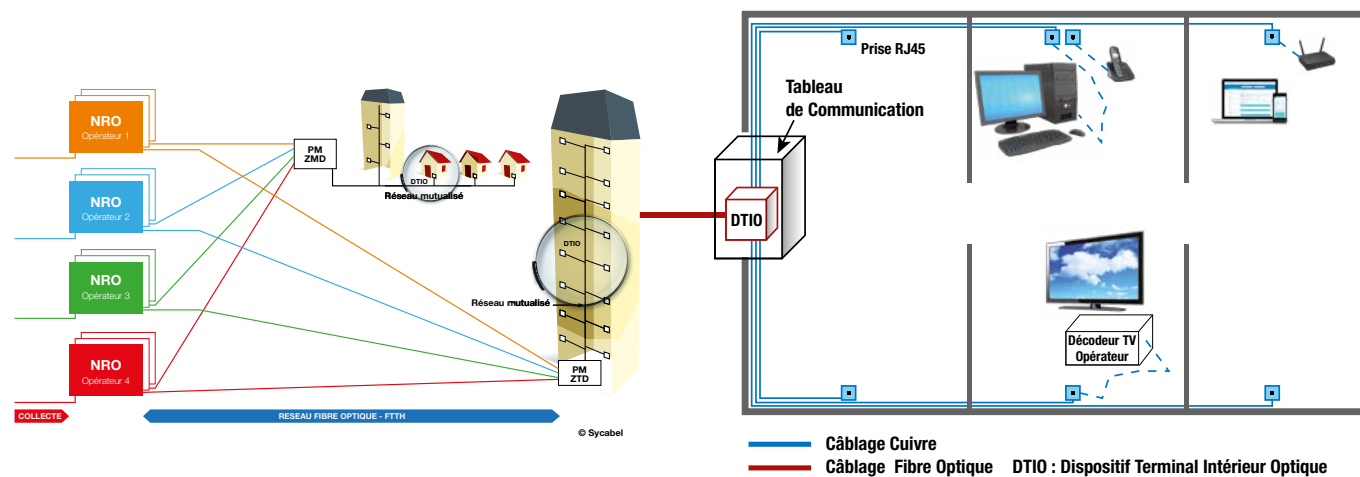 NRO
Opérateur 1
NRO
Opérateur 2
NRO
Opérateur 3
NRO
Opérateur 4
COLLECTE
RESEAU FIBRE OPTIQUE - FTTH
PM
ZMD
DTIO
Réseau mutualisé
DTIO
Réseau mutualisé
PM
ZTD
© Sycabel
Prise RJ45
Tableau
de Communication
DTIO
Décodeur TV
Opérateur
Câblage Cuivre
Câblage Fibre Optique DTIO : Dispositif Terminal Intérieur Optique